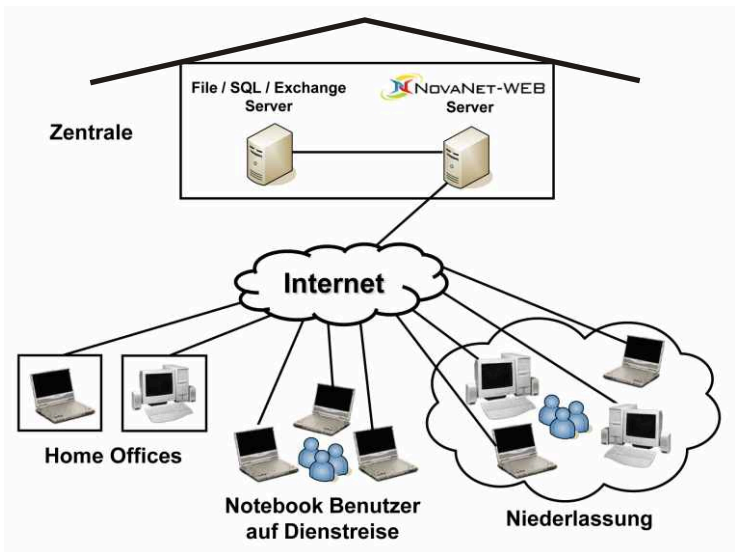 File / SQL / Exchange
Server
NOVANET-WEB
Server
Zentrale
Internet
Home Offices
Notebook Benutzer
auf Dienstreise
Niederlassung